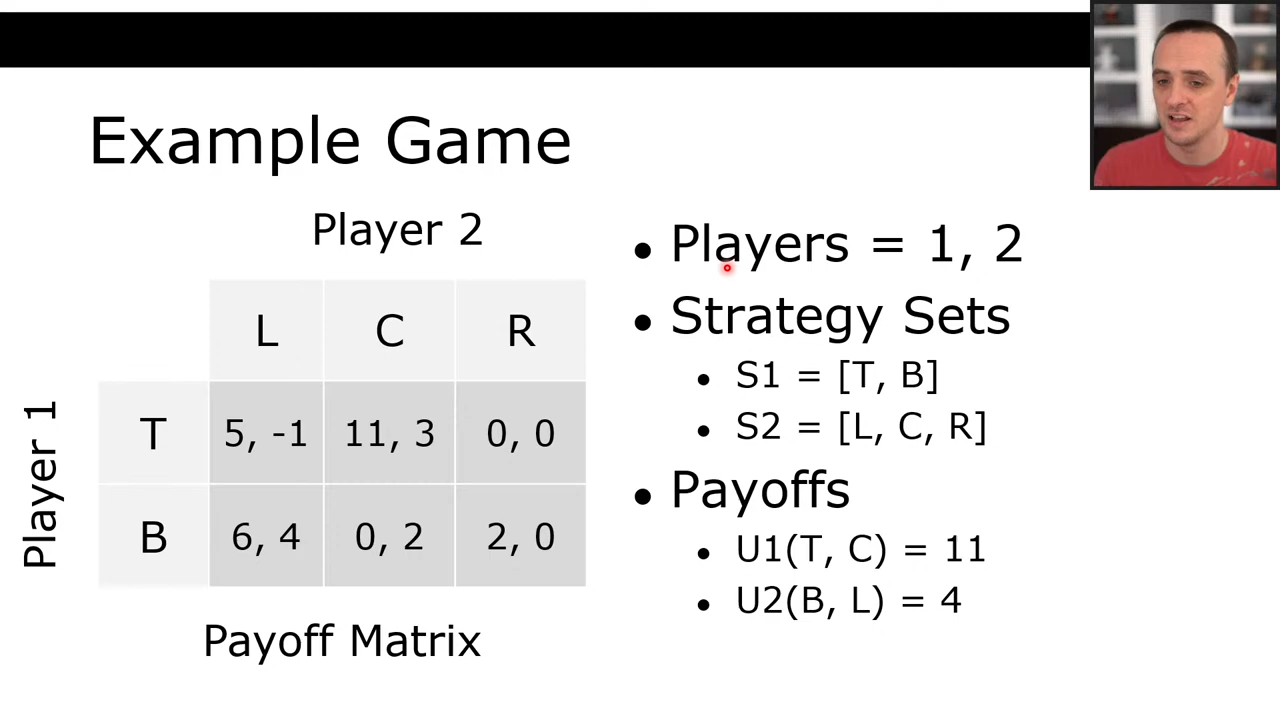 Example Game
Player 2
L C R
Player 1
T 5, -1 11, 3 0, 0
B 6, 4 0, 2 2, 0
Payoff Matrix
• Players = 1, 2
• Strategy Sets
• S1 = [T, B]
• S2 = [L, C, R]
• Payoffs
• U1(T, C) = 11
• U2(B, L) = 4